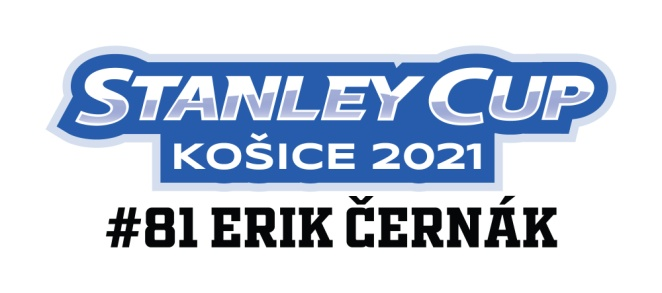 STANLEY CUP
KOŠICE 2021
#81 ERIK ČERNÁK